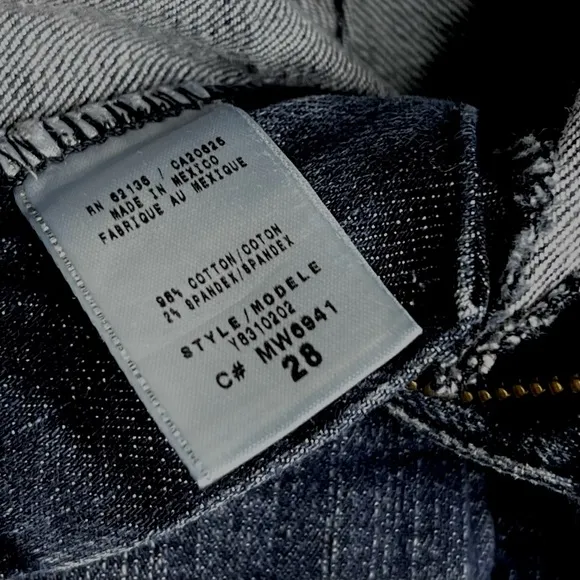 RN 62136 / CA20626
MADE IN MEXICO
FABRIQUE AU MEXIQUE
98% COTTON/COTON
2% SPANDEX/SPANDEX
STYLE/MODELE
Y8310202
C# MW6941
28